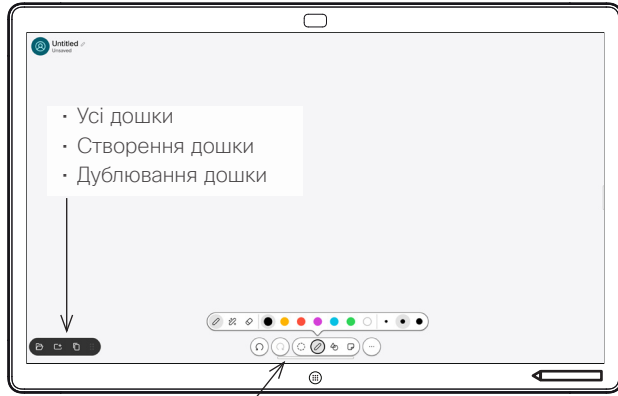 Untitled
Unsaved
· Усі дошки
· Створення дошки
· Дублювання дошки